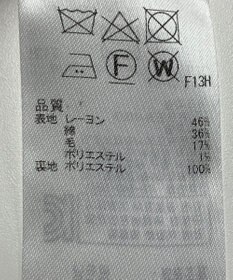 F
W
F13H
品質
表地 レーヨン 46%
綿 36%
毛 17%
ポリエステル 1%
裏地 ポリエステル 100%